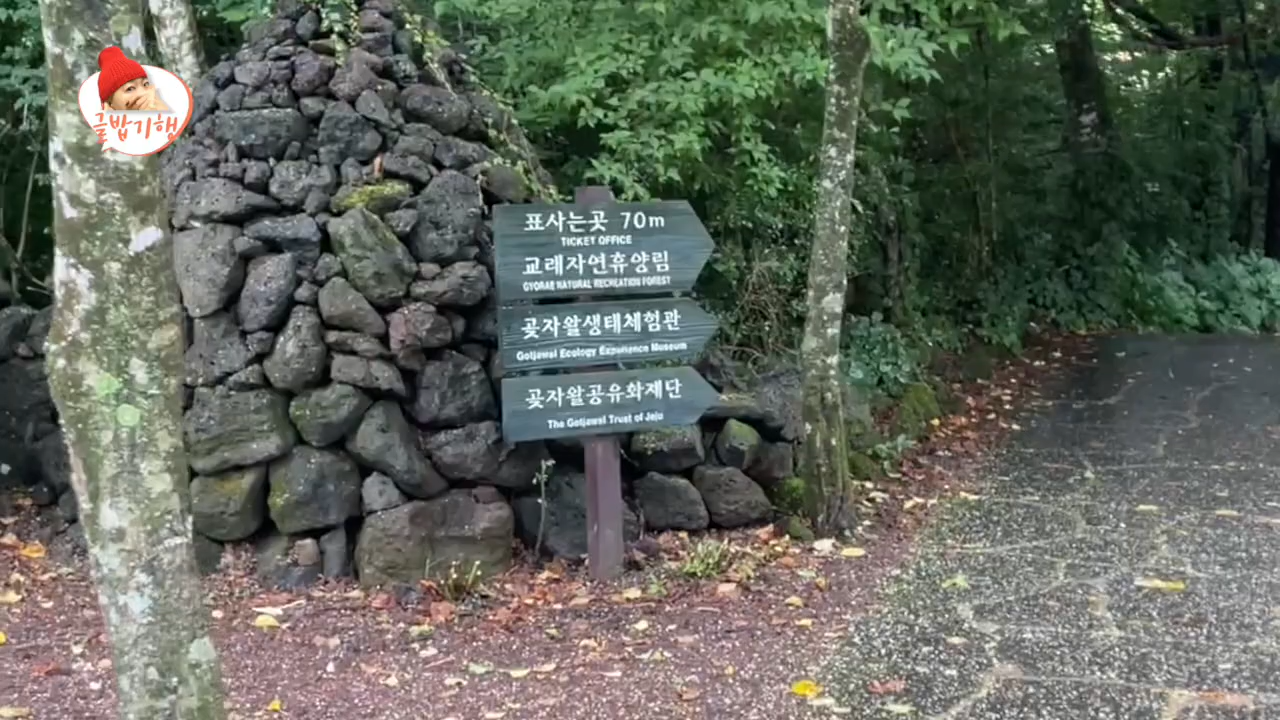 글밥기행
표사는곳 70m
TICKET OFFICE
교래자연휴양림
GYORAE NATURAL RECREATION FOREST
곶자왈생태체험관
Gotjawal Ecology Experience Museum
곶자왈공유화재단
The Gotjawal Trust of Jeju